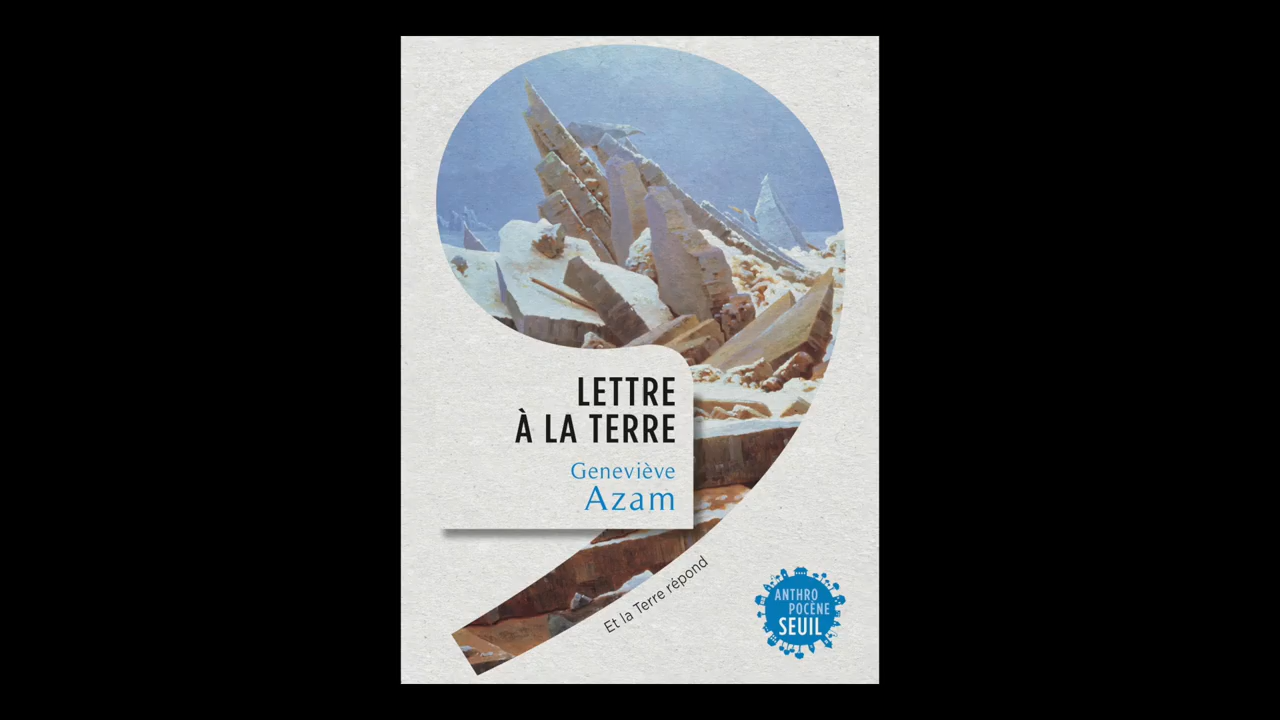 LETTRE
À LA TERRE
Geneviève
Azam
Et la Terre répond
ANTHRO
POCÈNE
SEUIL